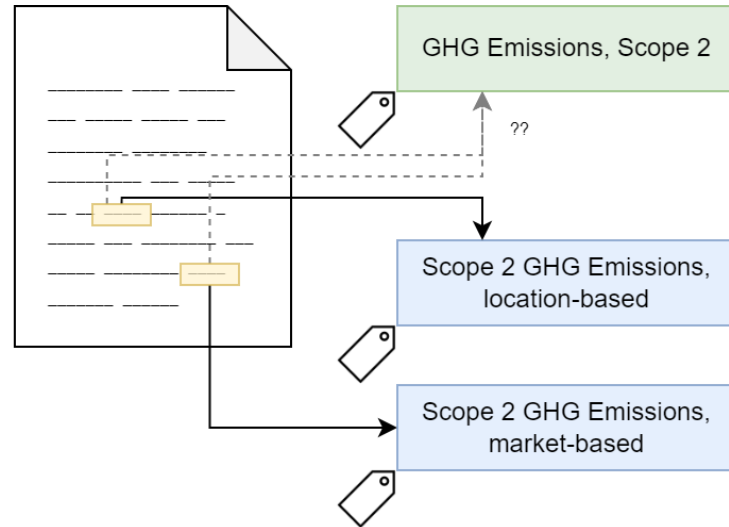 GHG Emissions, Scope 2
??
Scope 2 GHG Emissions,
location-based
Scope 2 GHG Emissions,
market-based